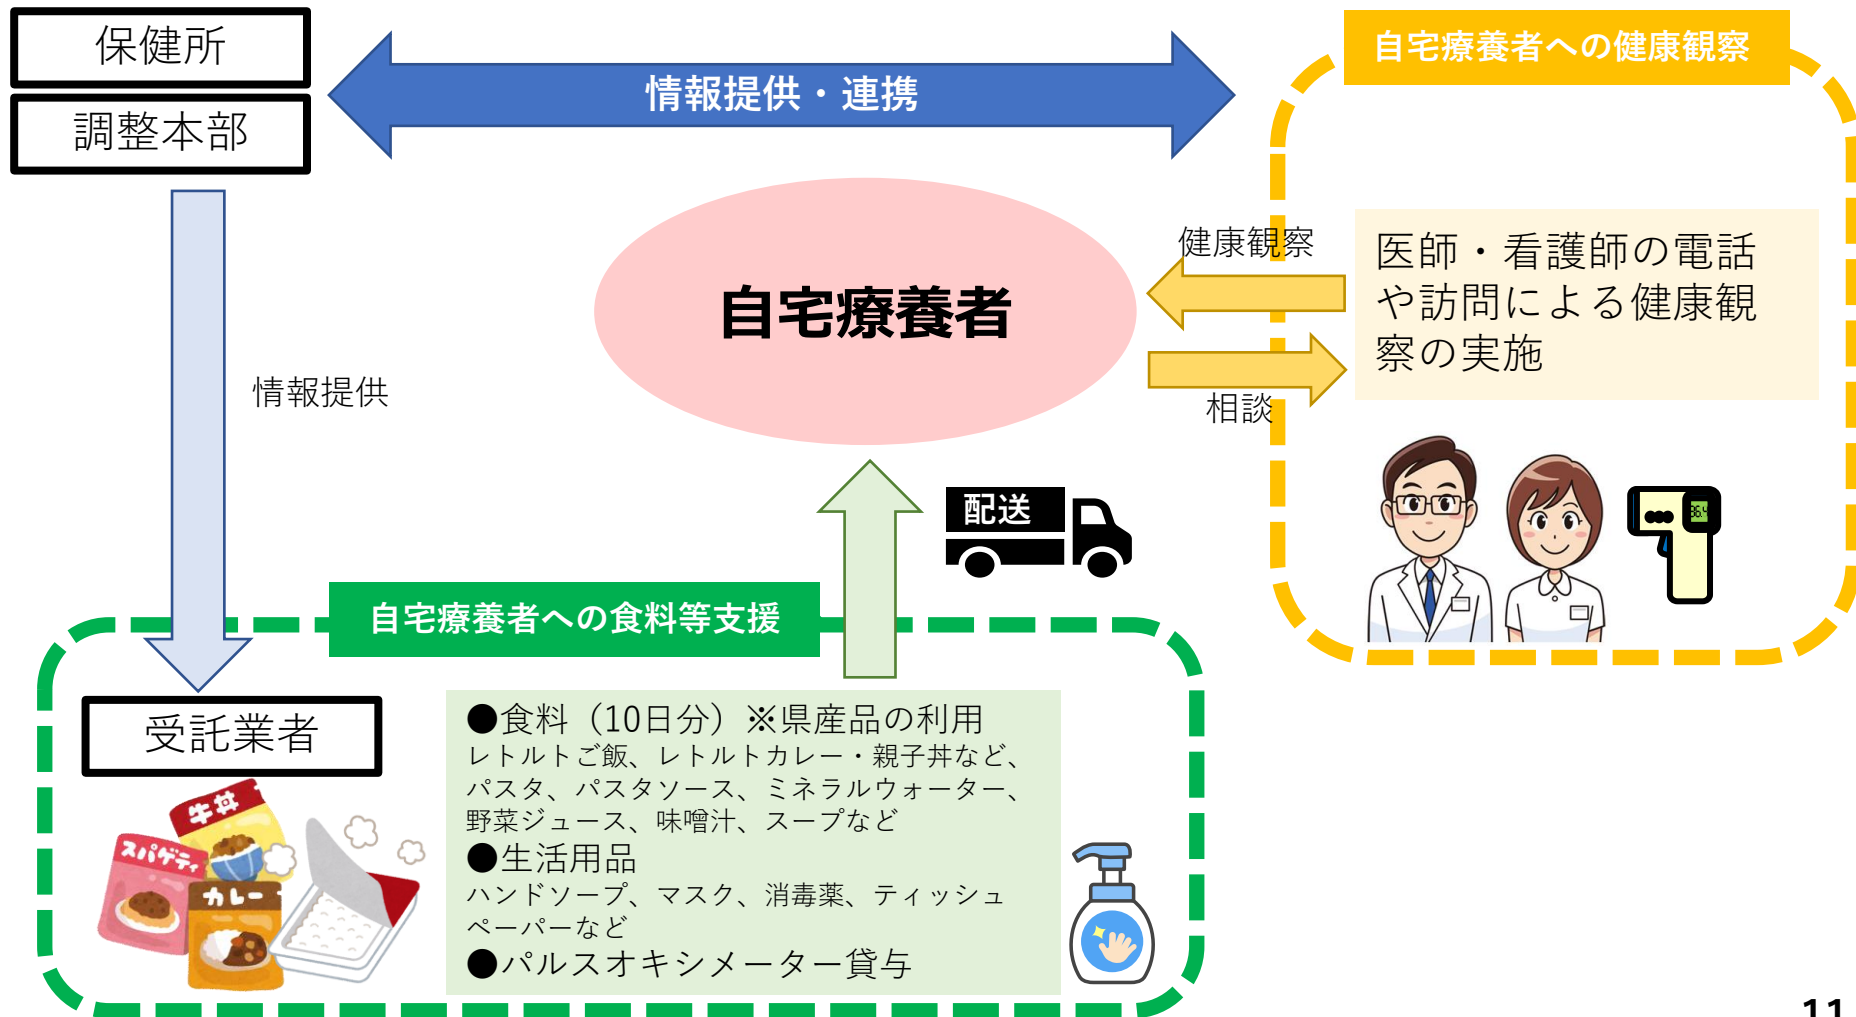 保健所
調整本部
情報提供・連携
自宅療養者への健康観察
健康観察
医師・看護師の電話
や訪問による健康観
察の実施
自宅療養者
相談
情報提供
配送
36.4
自宅療養者への食料等支援
受託業者
牛丼
スパゲティ
カレー
●食料（10日分）※県産品の利用
レトルトご飯、レトルトカレー・親子丼など、
パスタ、パスタソース、ミネラルウォーター、
野菜ジュース、味噌汁、スープなど
●生活用品
ハンドソープ、マスク、消毒薬、ティッシュ
ペーパーなど
●パルスオキシメーター貸与
11